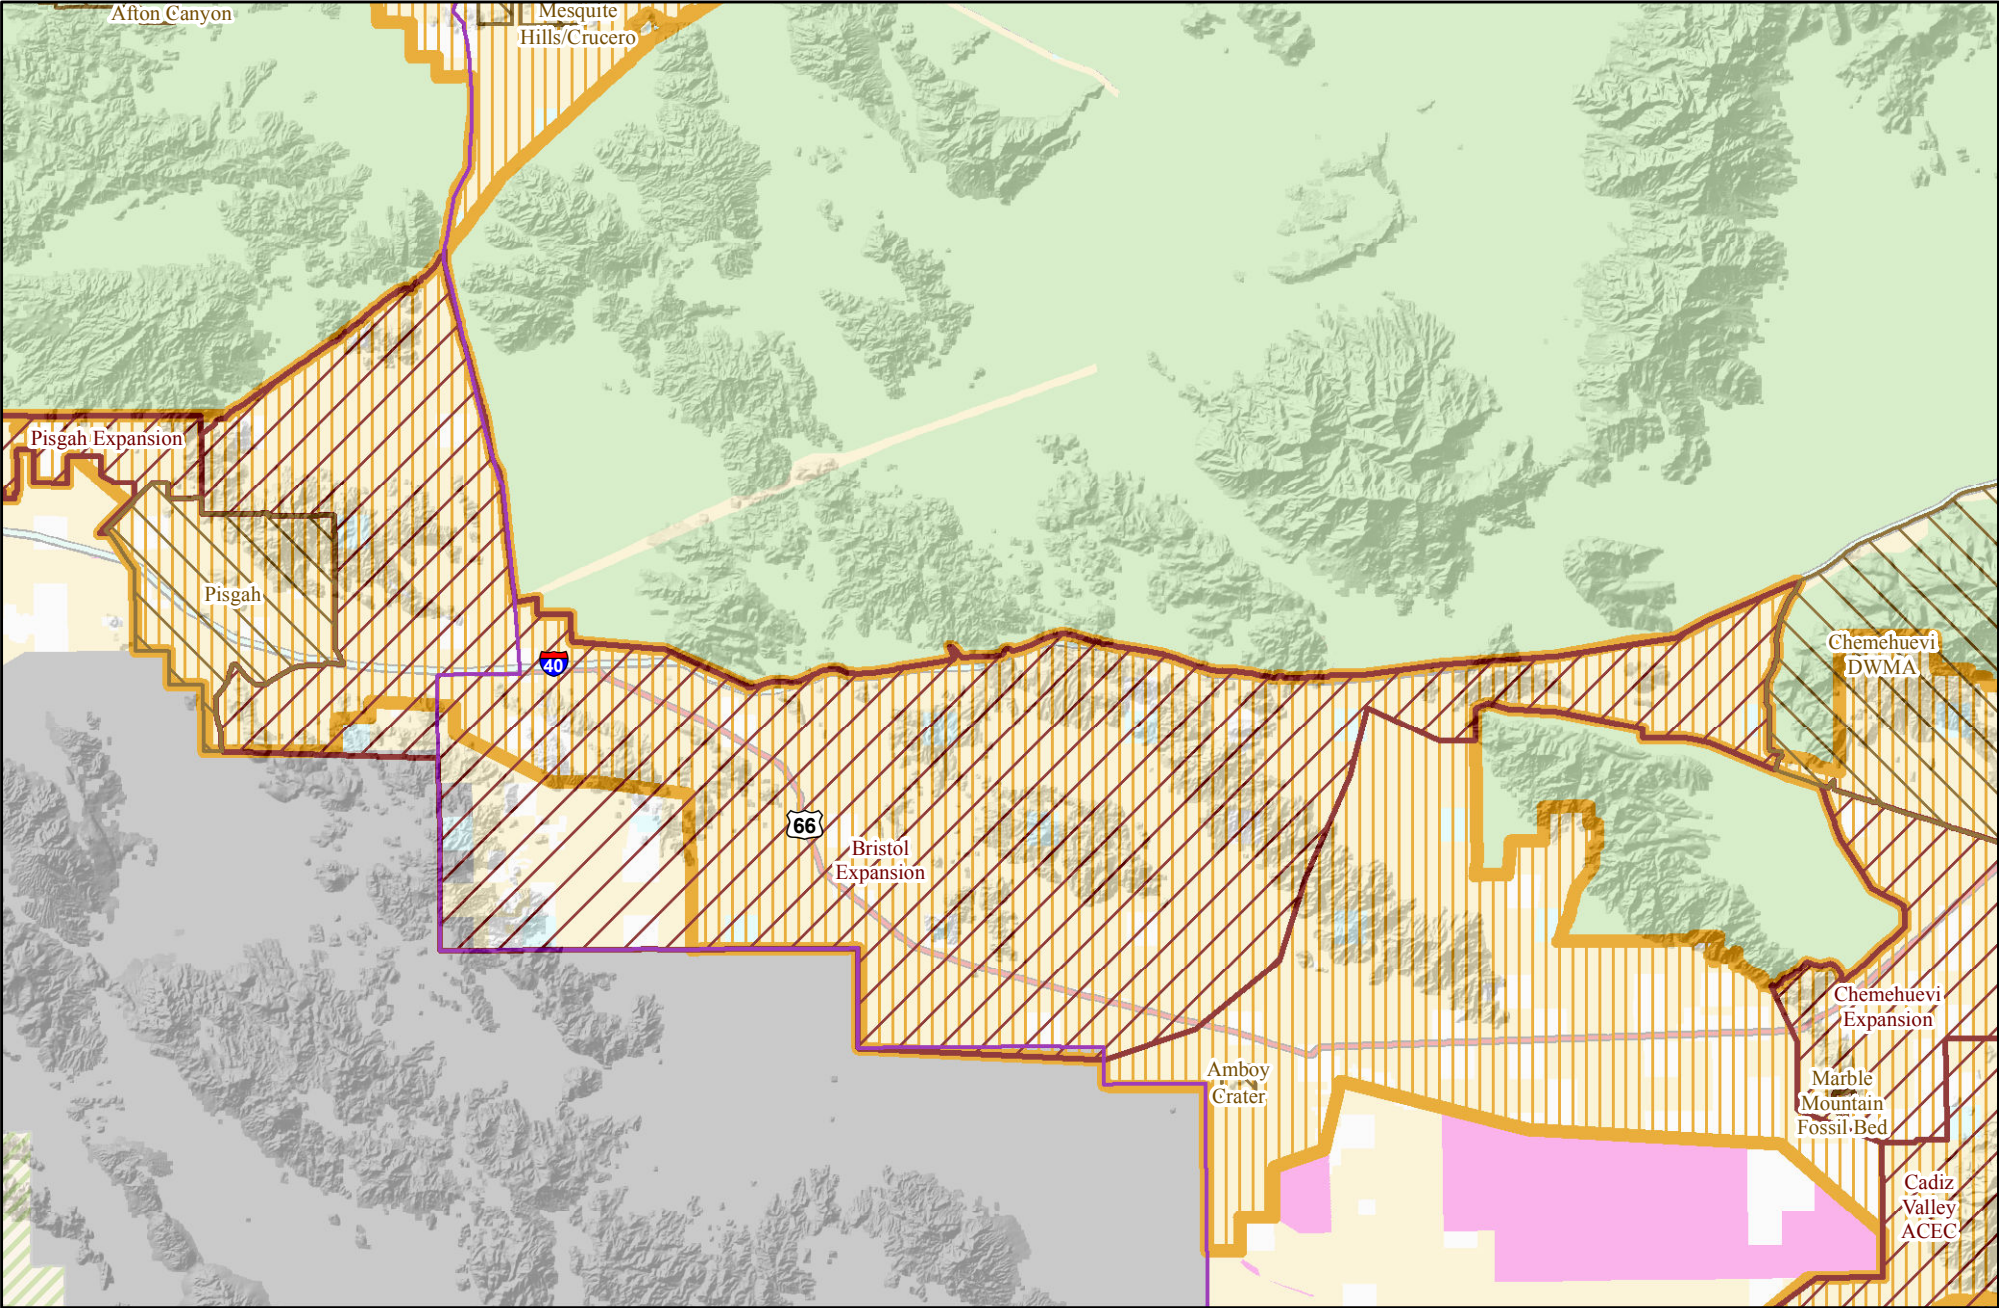 Afton Canyon
Mesquite
Hills/Crucero
Pisgah Expansion
Pisgah
40
Chemehuevi
DWMA
66
Bristol
Expansion
Chemehuevi
Expansion
Amboy
Crater
Marble
Mountain
Fossil Bed
Cadiz
Valley
ACEC